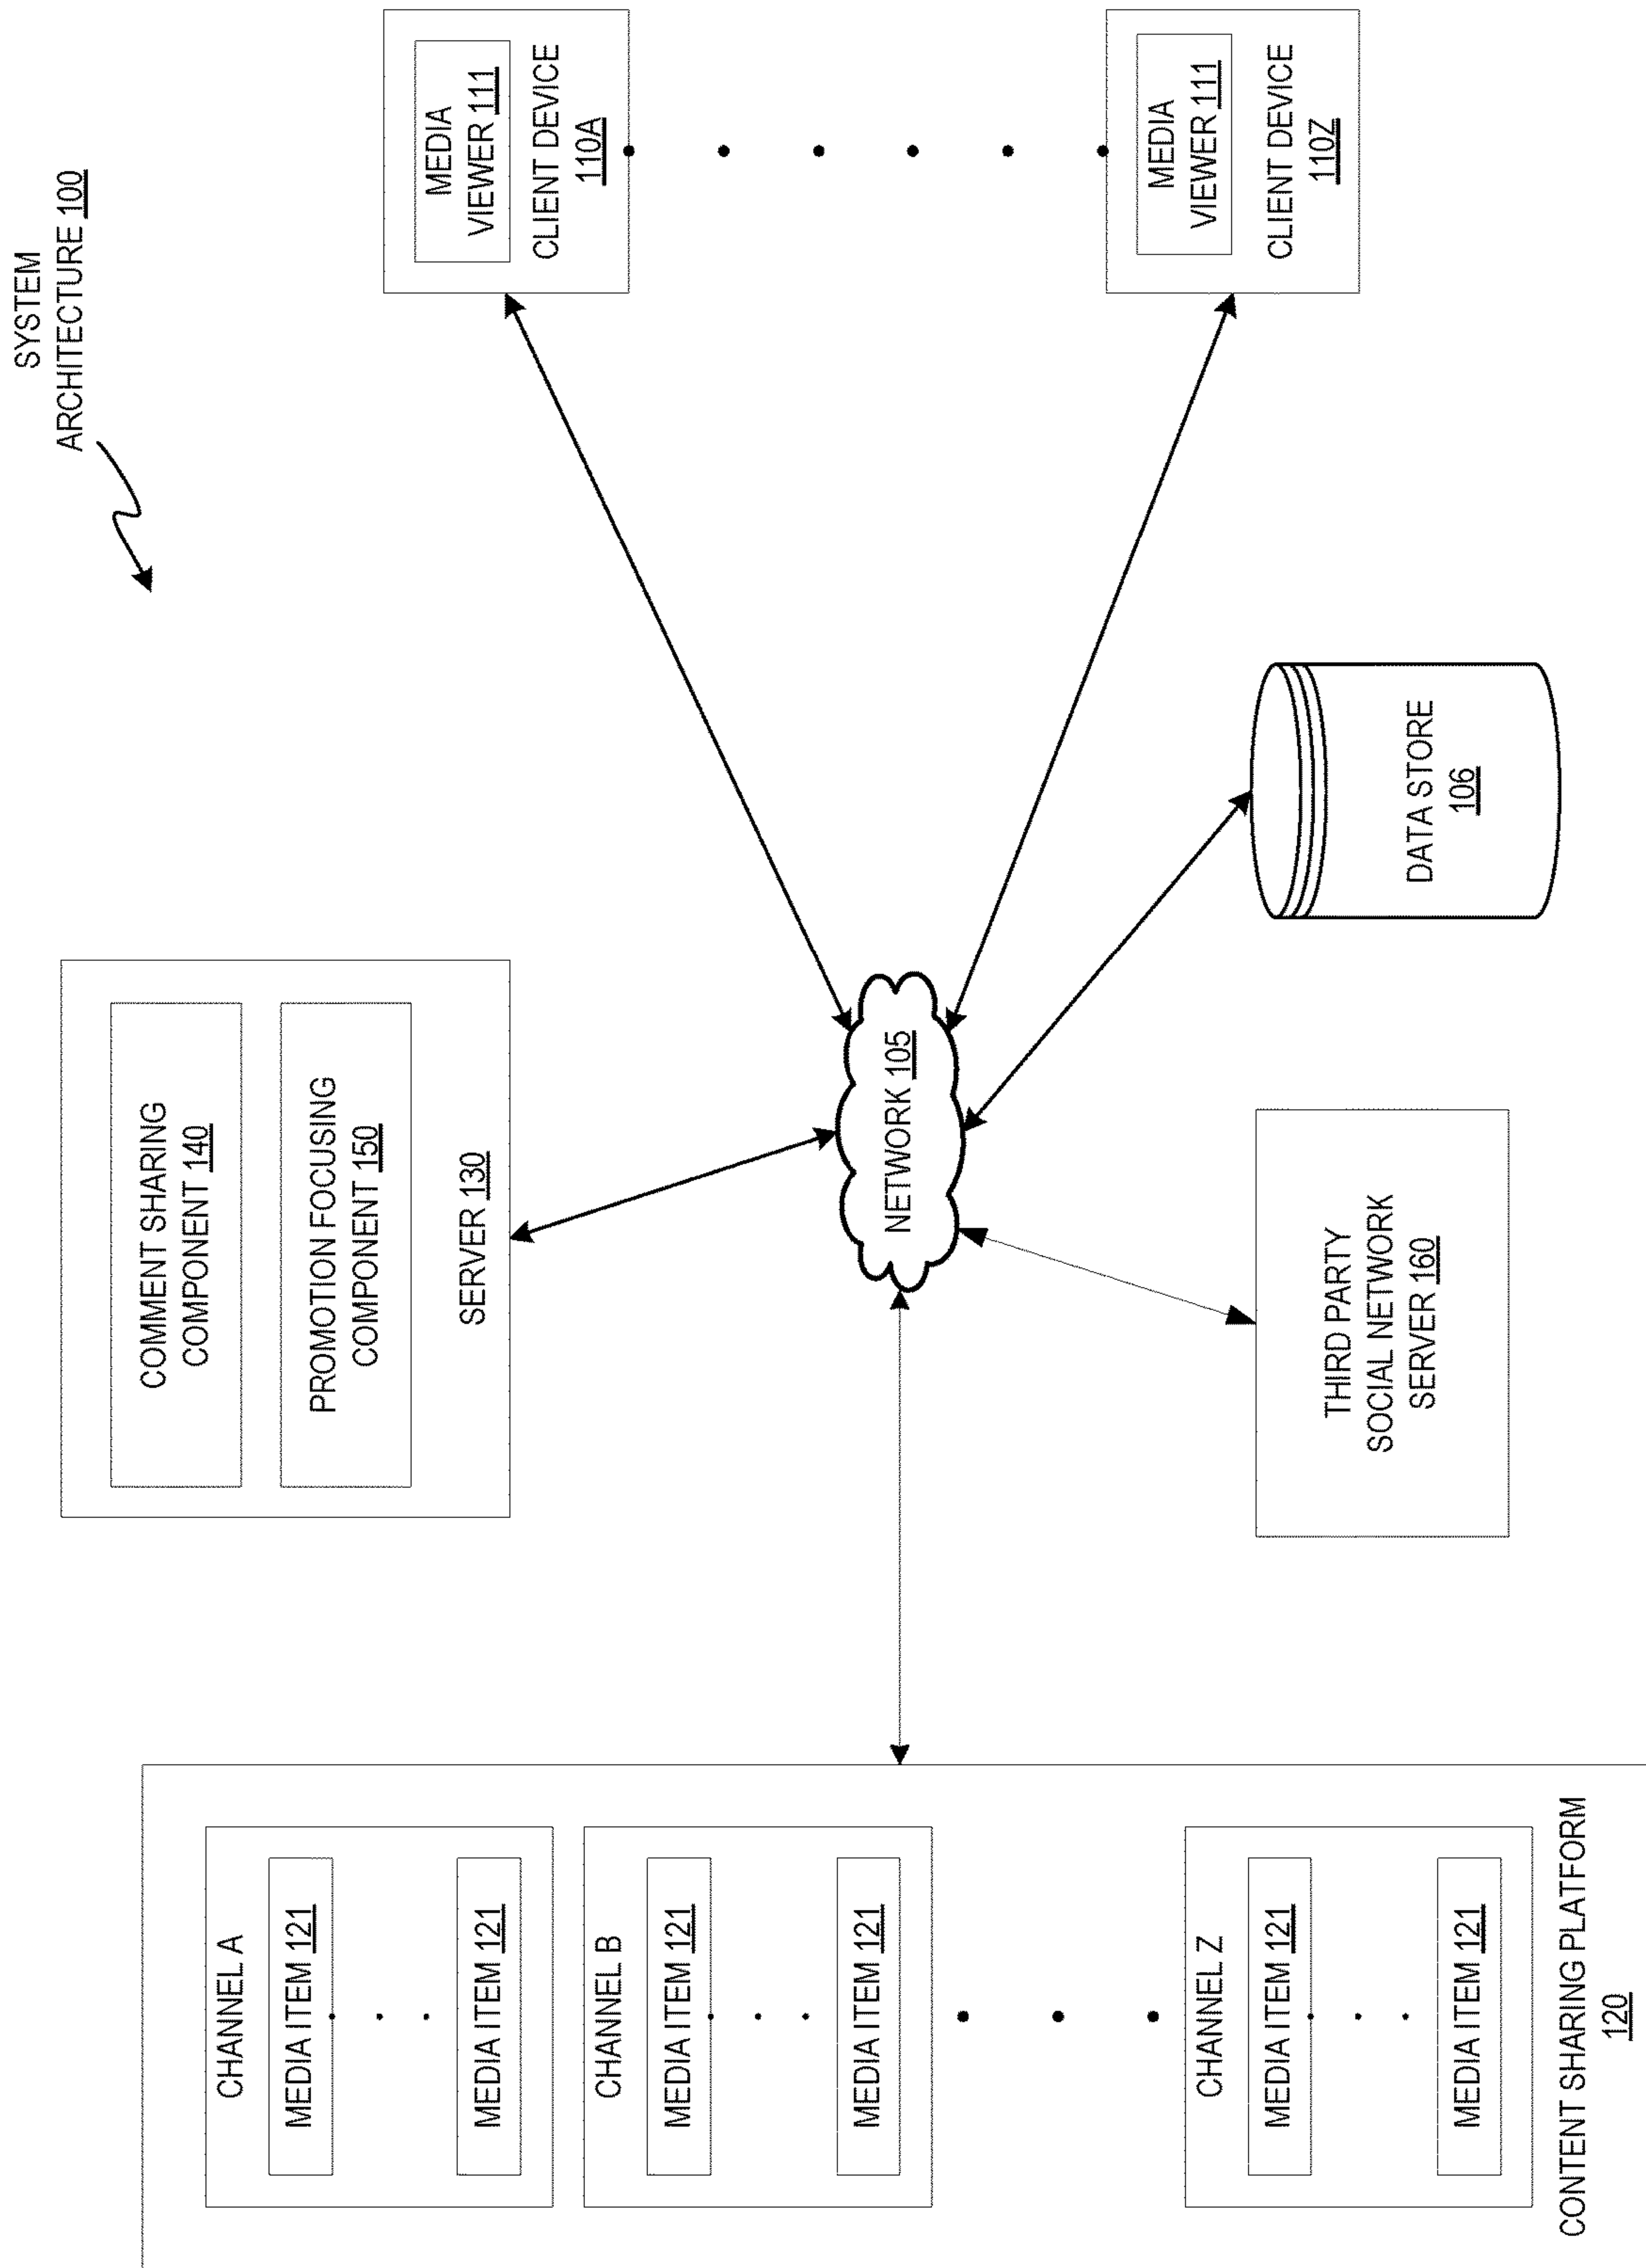 SYSTEM
ARCHITECTURE 100
CHANNEL A
MEDIA ITEM 121
MEDIA ITEM 121
CHANNEL B
MEDIA ITEM 121
MEDIA ITEM 121
CHANNEL Z
MEDIA ITEM 121
MEDIA ITEM 121
CONTENT SHARING PLATFORM
120
COMMENT SHARING
COMPONENT 140
PROMOTION FOCUSING
COMPONENT 150
SERVER 130
NETWORK 105
THIRD PARTY
SOCIAL NETWORK
SERVER 160
DATA STORE
106
MEDIA
VIEWER 111
CLIENT DEVICE
110A
MEDIA
VIEWER 111
CLIENT DEVICE
110Z